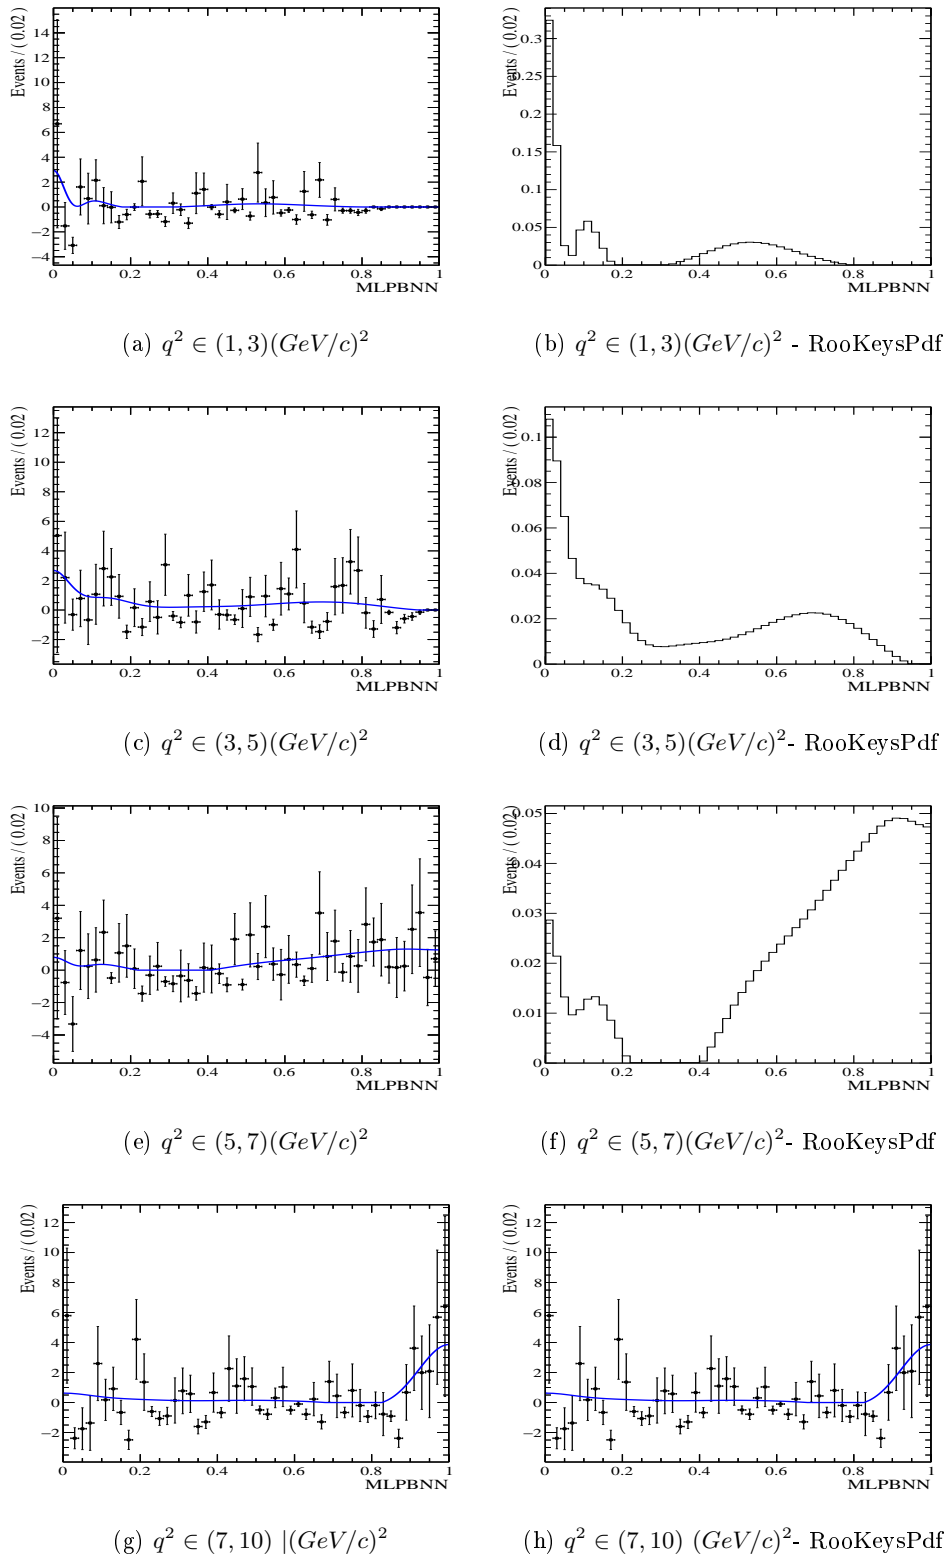 Events / ( 0.02 )
14
12
10
8
6
4
2
0
−2
−4
0 0.2 0.4 0.6 0.8 1
MLPBNN
(a) q² ∈ (1, 3)(GeV/c)²
Events / ( 0.02 )
0.3
0.25
0.2
0.15
0.1
0.05
0
0 0.2 0.4 0.6 0.8 1
MLPBNN
(b) q² ∈ (1, 3)(GeV/c)² - RooKeysPdf
Events / ( 0.02 )
12
10
8
6
4
2
0
−2
0 0.2 0.4 0.6 0.8 1
MLPBNN
(c) q² ∈ (3, 5)(GeV/c)²
Events / ( 0.02 )
0.1
0.08
0.06
0.04
0.02
0
0 0.2 0.4 0.6 0.8 1
MLPBNN
(d) q² ∈ (3, 5)(GeV/c)²- RooKeysPdf
Events / ( 0.02 )
10
8
6
4
2
0
−2
−4
0 0.2 0.4 0.6 0.8 1
MLPBNN
(e) q² ∈ (5, 7)(GeV/c)²
Events / ( 0.02 )
0.05
0.04
0.03
0.02
0.01
0
0 0.2 0.4 0.6 0.8 1
MLPBNN
(f) q² ∈ (5, 7)(GeV/c)²- RooKeysPdf
Events / ( 0.02 )
12
10
8
6
4
2
0
−2
0 0.2 0.4 0.6 0.8 1
MLPBNN
(g) q² ∈ (7, 10) |(GeV/c)²
Events / ( 0.02 )
12
10
8
6
4
2
0
−2
0 0.2 0.4 0.6 0.8 1
MLPBNN
(h) q² ∈ (7, 10) (GeV/c)²- RooKeysPdf